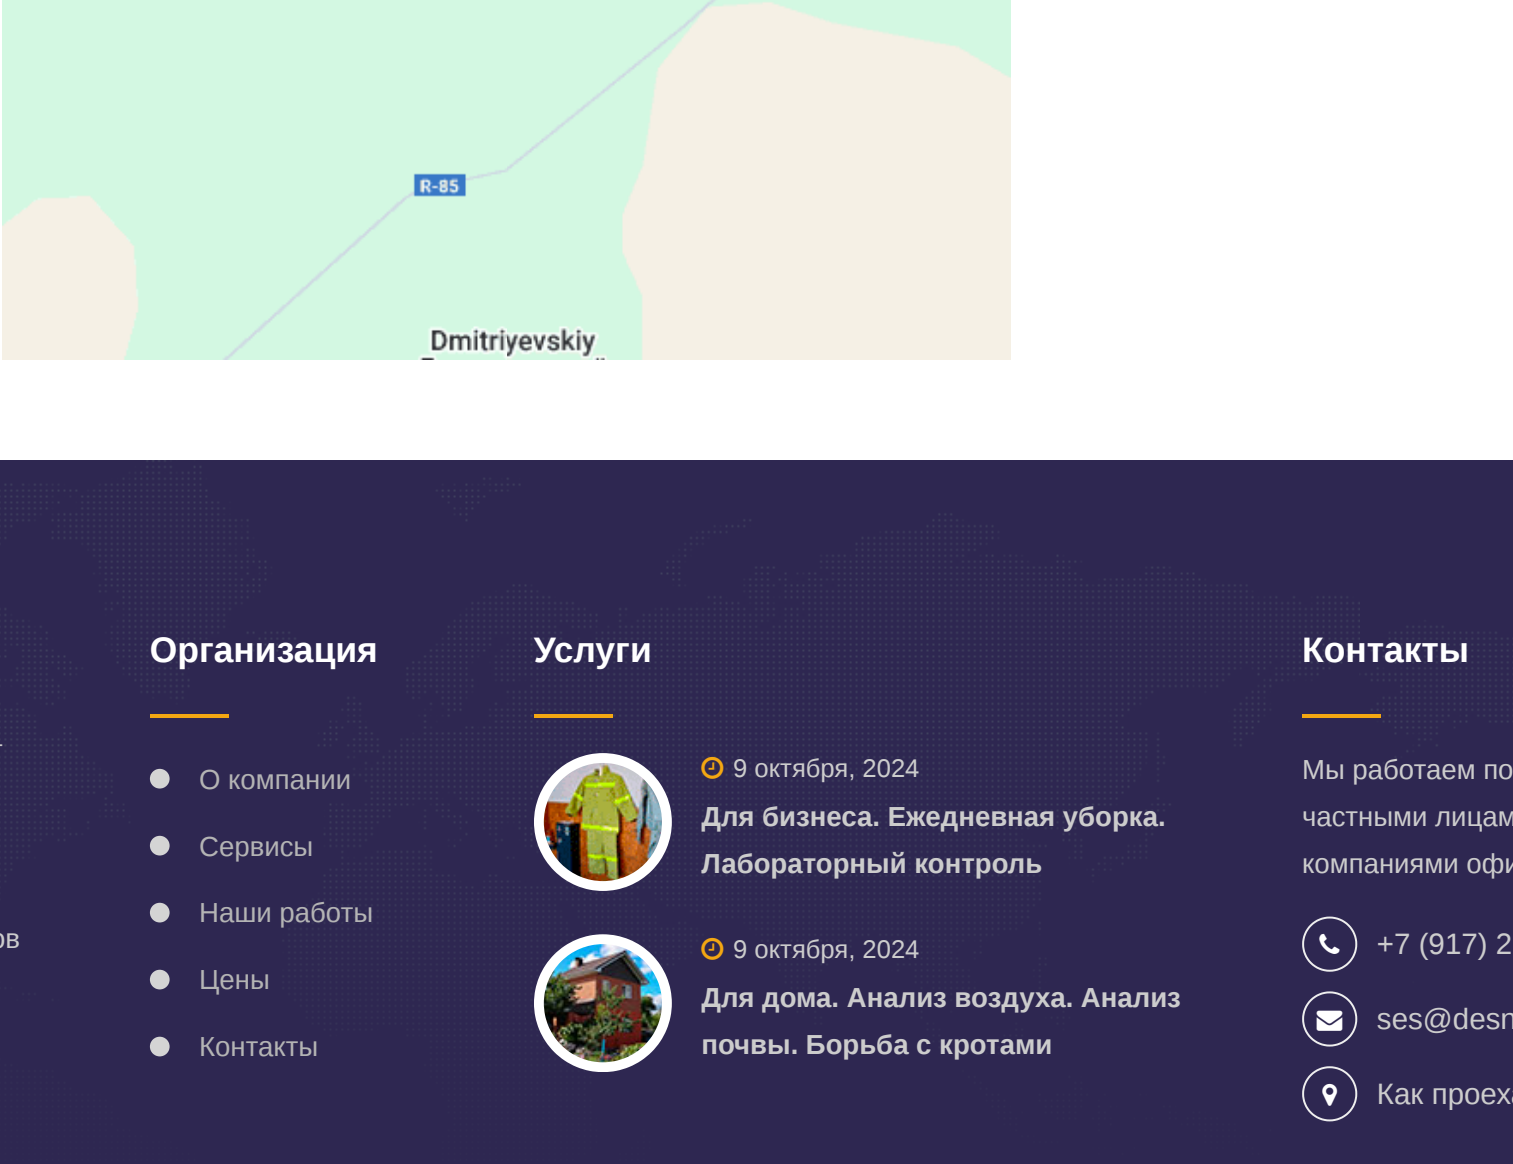 R-85
Dmitriyevskiy
Организация
Услуги
Контакты
О компании
Сервисы
Наши работы
Цены
Контакты
9 октября, 2024
Для бизнеса. Ежедневная уборка.
Лабораторный контроль
9 октября, 2024
Для дома. Анализ воздуха. Анализ
почвы. Борьба с кротами
Мы работаем по
частными лицам
компаниями офи
+7 (917) 2
ses@desn
Как проеха
ов